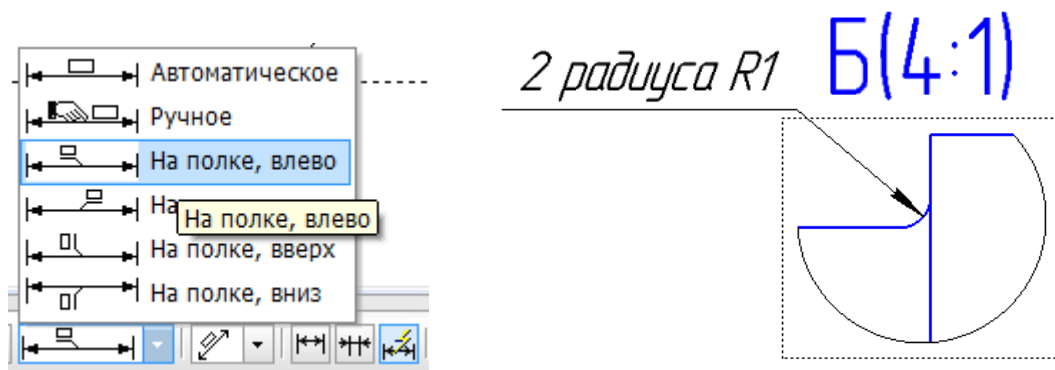 Автоматическое
Ручное
На полке, влево
На
На полке, влево
На полке, вверх
На полке, вниз
2 радиуса R1
Б(4:1)